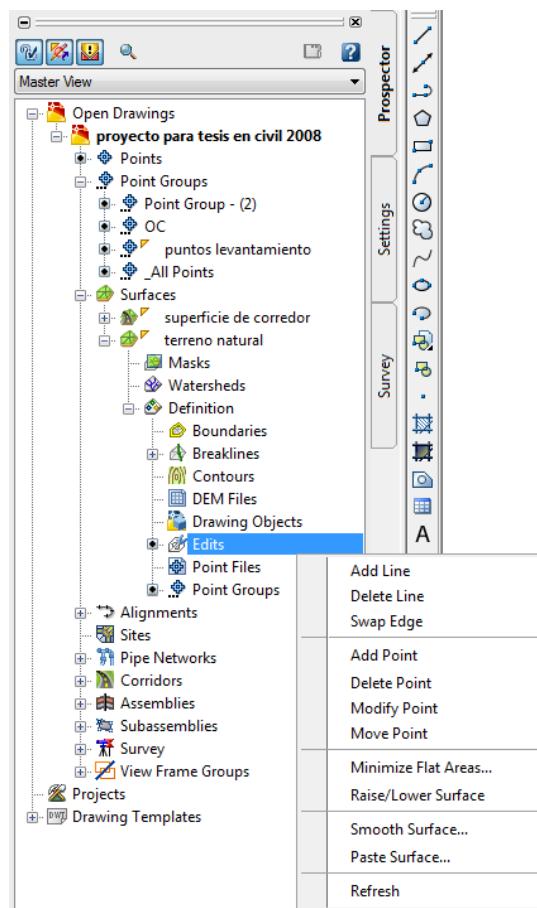 Master View
Open Drawings
proyecto para tesis en civil 2008
Points
Point Groups
Point Group - (2)
OC
puntos levantamiento
_All Points
Surfaces
superficie de corredor
terreno natural
Masks
Watersheds
Definition
Boundaries
Breaklines
Contours
DEM Files
Drawing Objects
Edits
Point Files
Point Groups
Alignments
Sites
Pipe Networks
Corridors
Assemblies
Subassemblies
Survey
View Frame Groups
Projects
DWT Drawing Templates
Prospector
Settings
Survey
A
Add Line
Delete Line
Swap Edge
Add Point
Delete Point
Modify Point
Move Point
Minimize Flat Areas...
Raise/Lower Surface
Smooth Surface...
Paste Surface...
Refresh